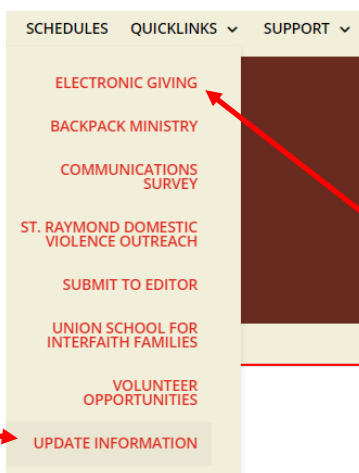 SCHEDULES QUICKLINKS SUPPORT
ELECTRONIC GIVING
BACKPACK MINISTRY
COMMUNICATIONS
SURVEY
ST. RAYMOND DOMESTIC
VIOLENCE OUTREACH
SUBMIT TO EDITOR
UNION SCHOOL FOR
INTERFAITH FAMILIES
VOLUNTEER
OPPORTUNITIES
UPDATE INFORMATION